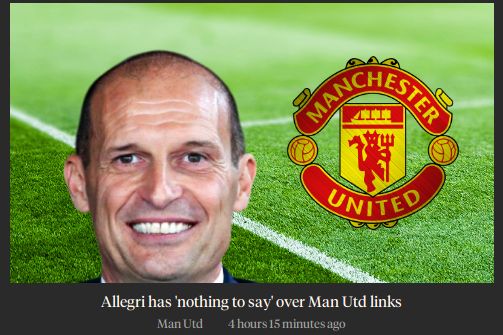 MANCHESTER
UNITED
Allegri has 'nothing to say' over Man Utd links
Man Utd 4 hours 15 minutes ago